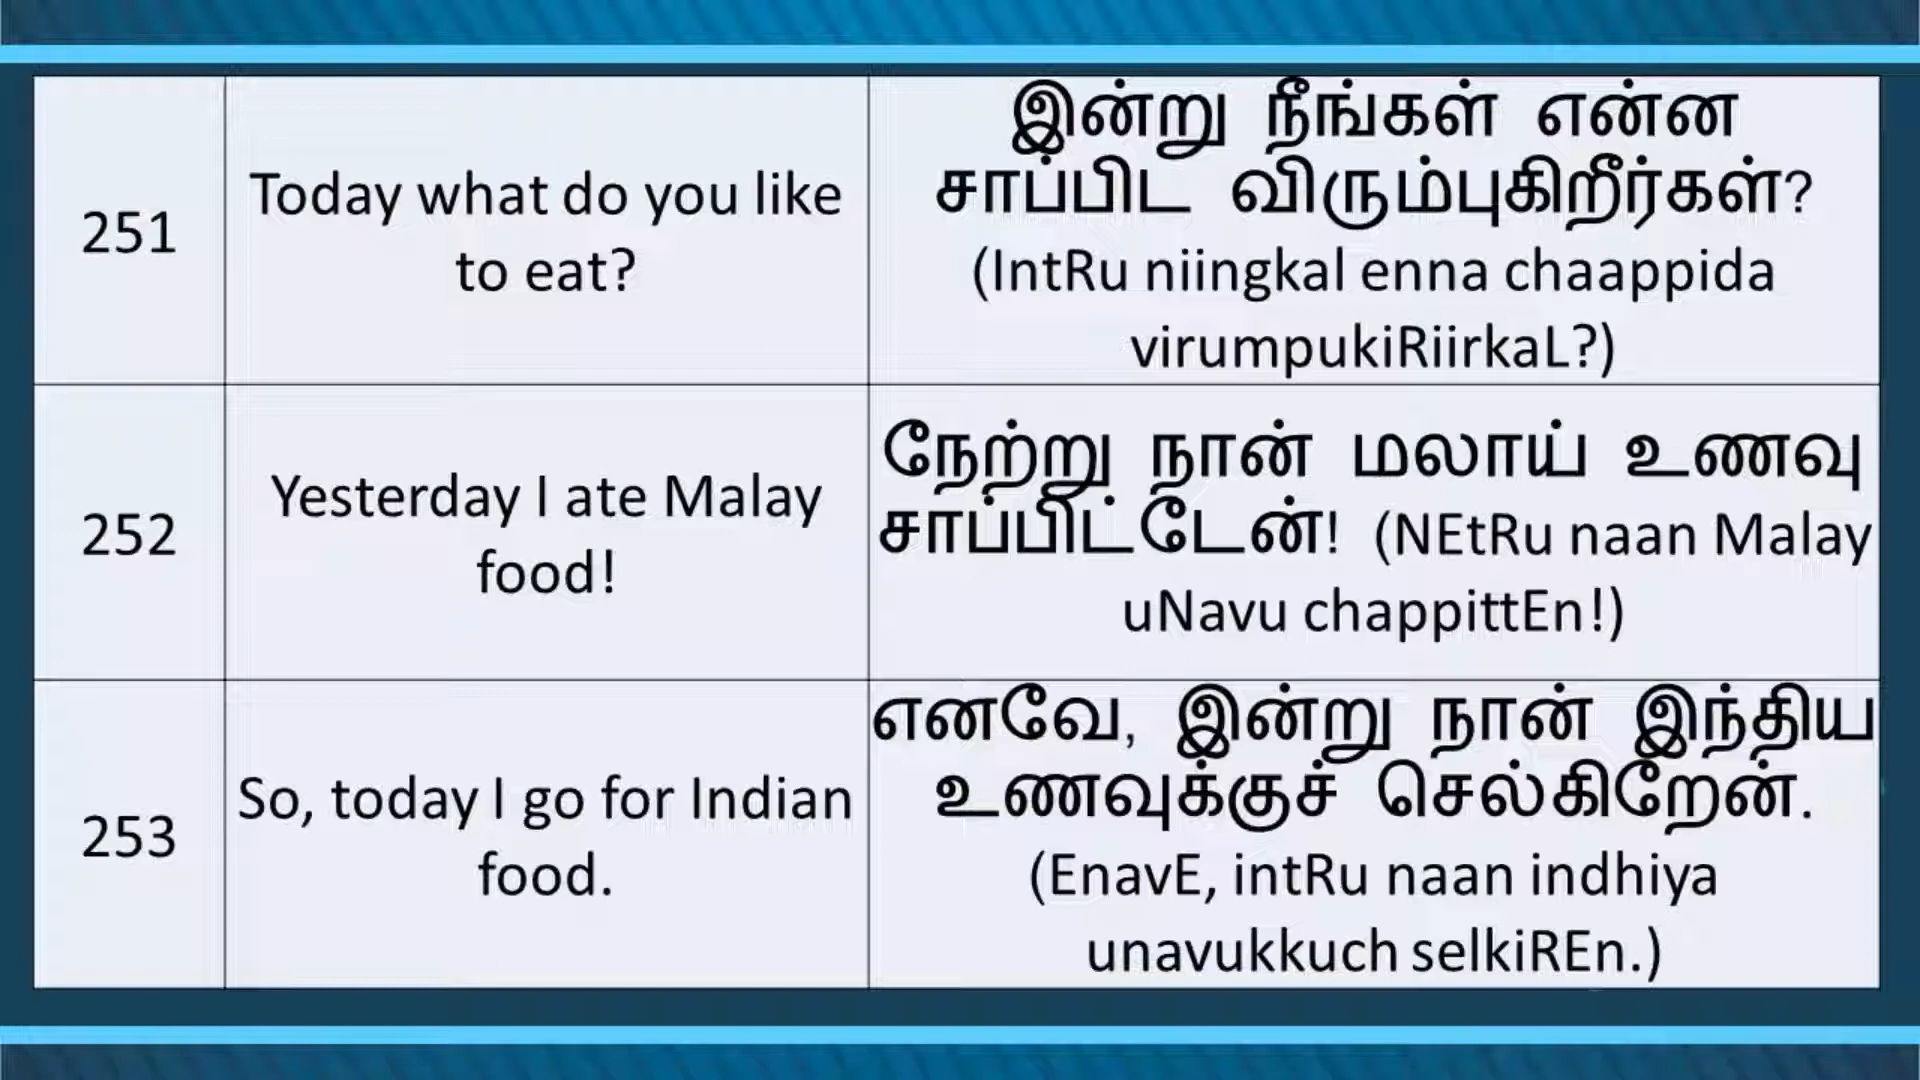 251
Today what do you like
to eat?
இன்று நீங்கள் என்ன
சாப்பிட விரும்புகிறீர்கள்?
(IntRu niingkal enna chaappida
virumpukiRiirkaL?)
252
Yesterday I ate Malay
food!
நேற்று நான் மலாய் உணவு
சாப்பிட்டேன்! (NEtRu naan Malay
uNavu chappittEn!)
253
So, today I go for Indian
food.
எனவே, இன்று நான் இந்திய
உணவுக்குச் செல்கிறேன்.
(EnavE, intRu naan indhiya
unavukkuch selkiREn.)